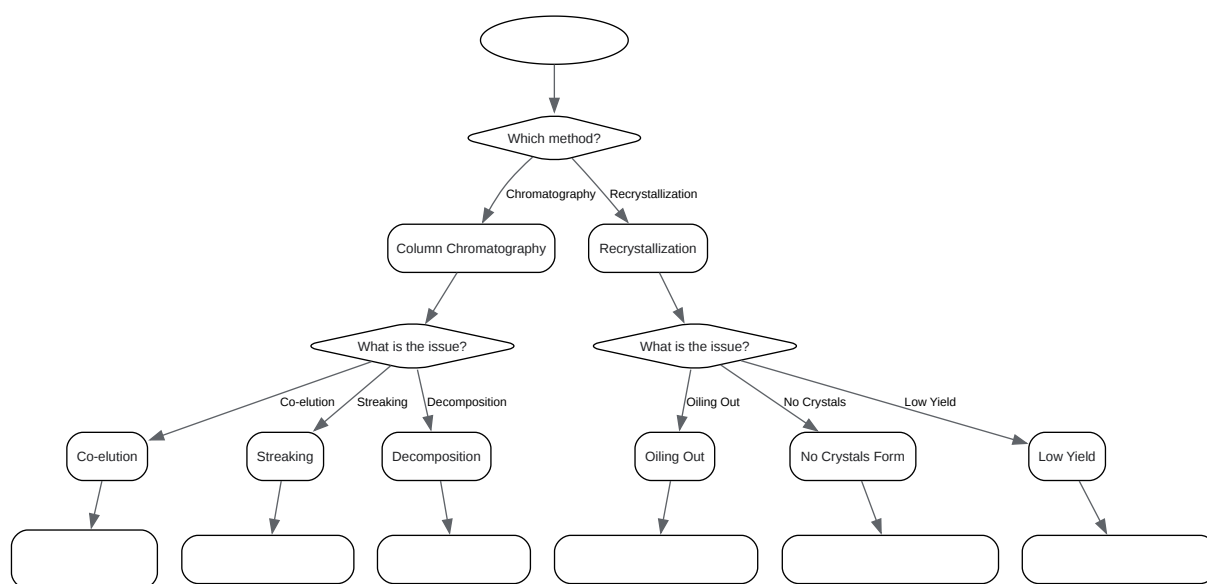 Which method?
Chromatography
Recrystallization
Column Chromatography
Recrystallization
What is the issue?
What is the issue?
Co-elution
Streaking
Decomposition
Oiling Out
No Crystals
Low Yield
Co-elution
Streaking
Decomposition
Oiling Out
No Crystals Form
Low Yield